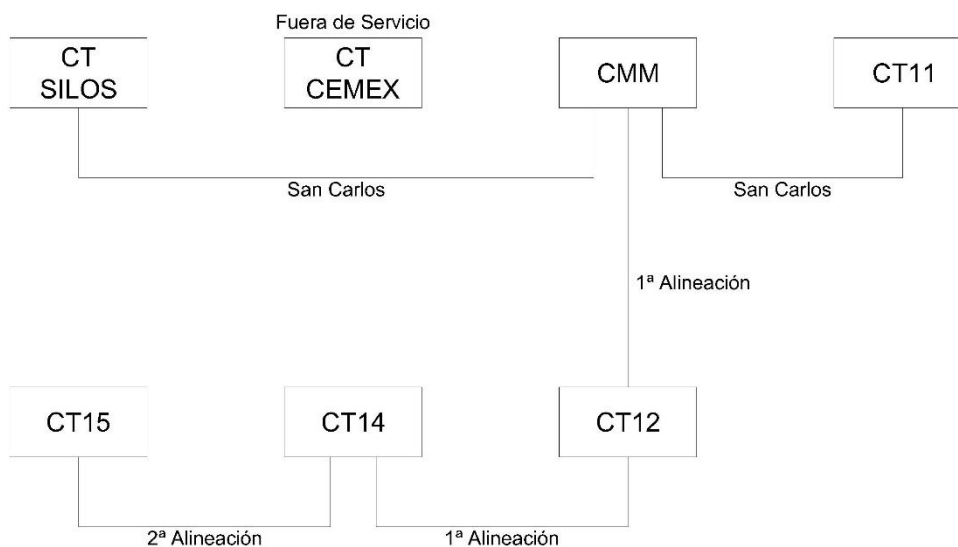 Fuera de Servicio
CT
SILOS
CT
CEMEX
CMM
CT11
San Carlos
San Carlos
1ª Alineación
CT15
CT14
CT12
2ª Alineación
1ª Alineación